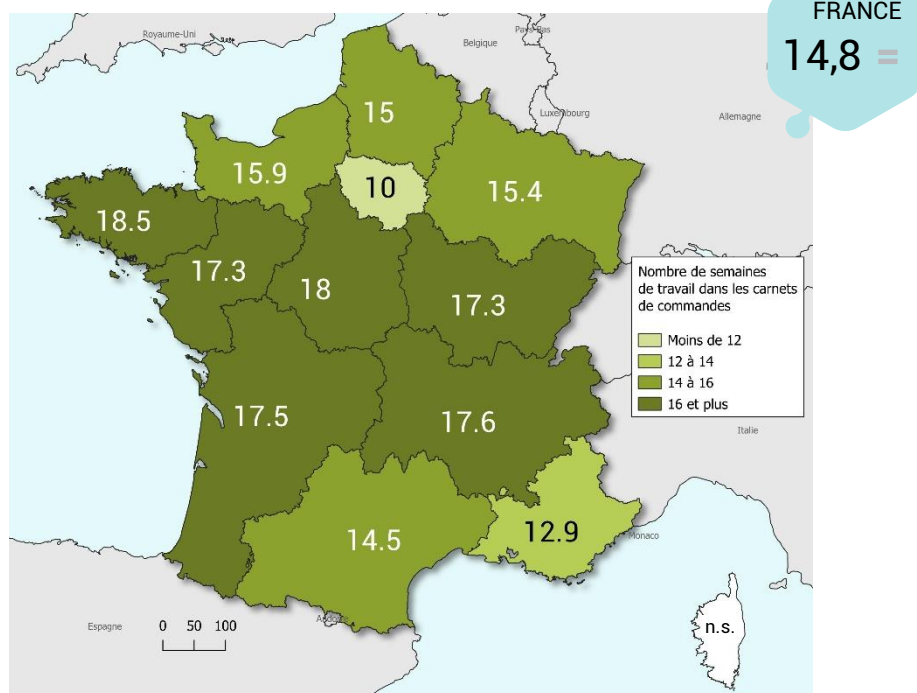 FRANCE
14,8 =
Royaume-Uni
Pays-Bas
Belgique
Luxembourg
Allemagne
15
15.9
10
15.4
18.5
17.3
18
17.3
Nombre de semaines
de travail dans les carnets
de commandes
Moins de 12
12 à 14
14 à 16
16 et plus
17.5
17.6
Italie
14.5
12.9
Monaco
Andorre
Espagne
0 50 100
n.s.